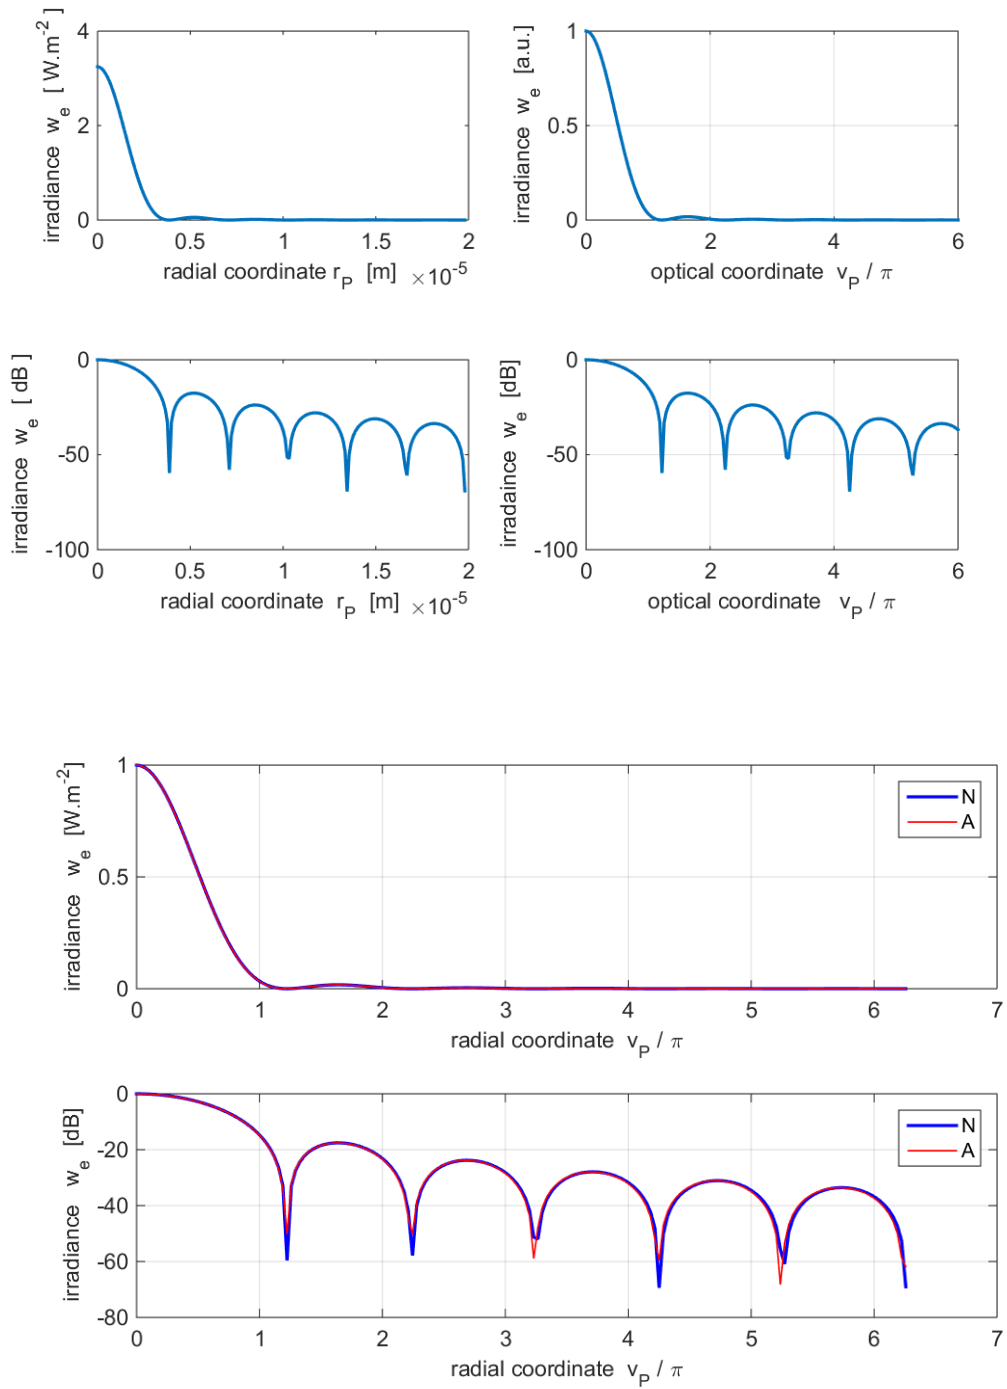 irradiance w_e [ W.m^-2 ]
4
2
0
0 0.5 1 1.5 2
radial coordinate r_P [m] ×10^-5
irradiance w_e [a.u.]
1
0.5
0
0 2 4 6
optical coordinate v_P / π
irradiance w_e [ dB ]
0
-50
-100
0 0.5 1 1.5 2
radial coordinate r_P [m] ×10^-5
irradaince w_e [dB]
0
-50
-100
0 2 4 6
optical coordinate v_P / π
irradiance w_e [W.m^-2]
1
0.5
0
N
A
0 1 2 3 4 5 6 7
radial coordinate v_P / π
irradiance w_e [dB]
0
-20
-40
-60
-80
N
A
0 1 2 3 4 5 6 7
radial coordinate v_P / π